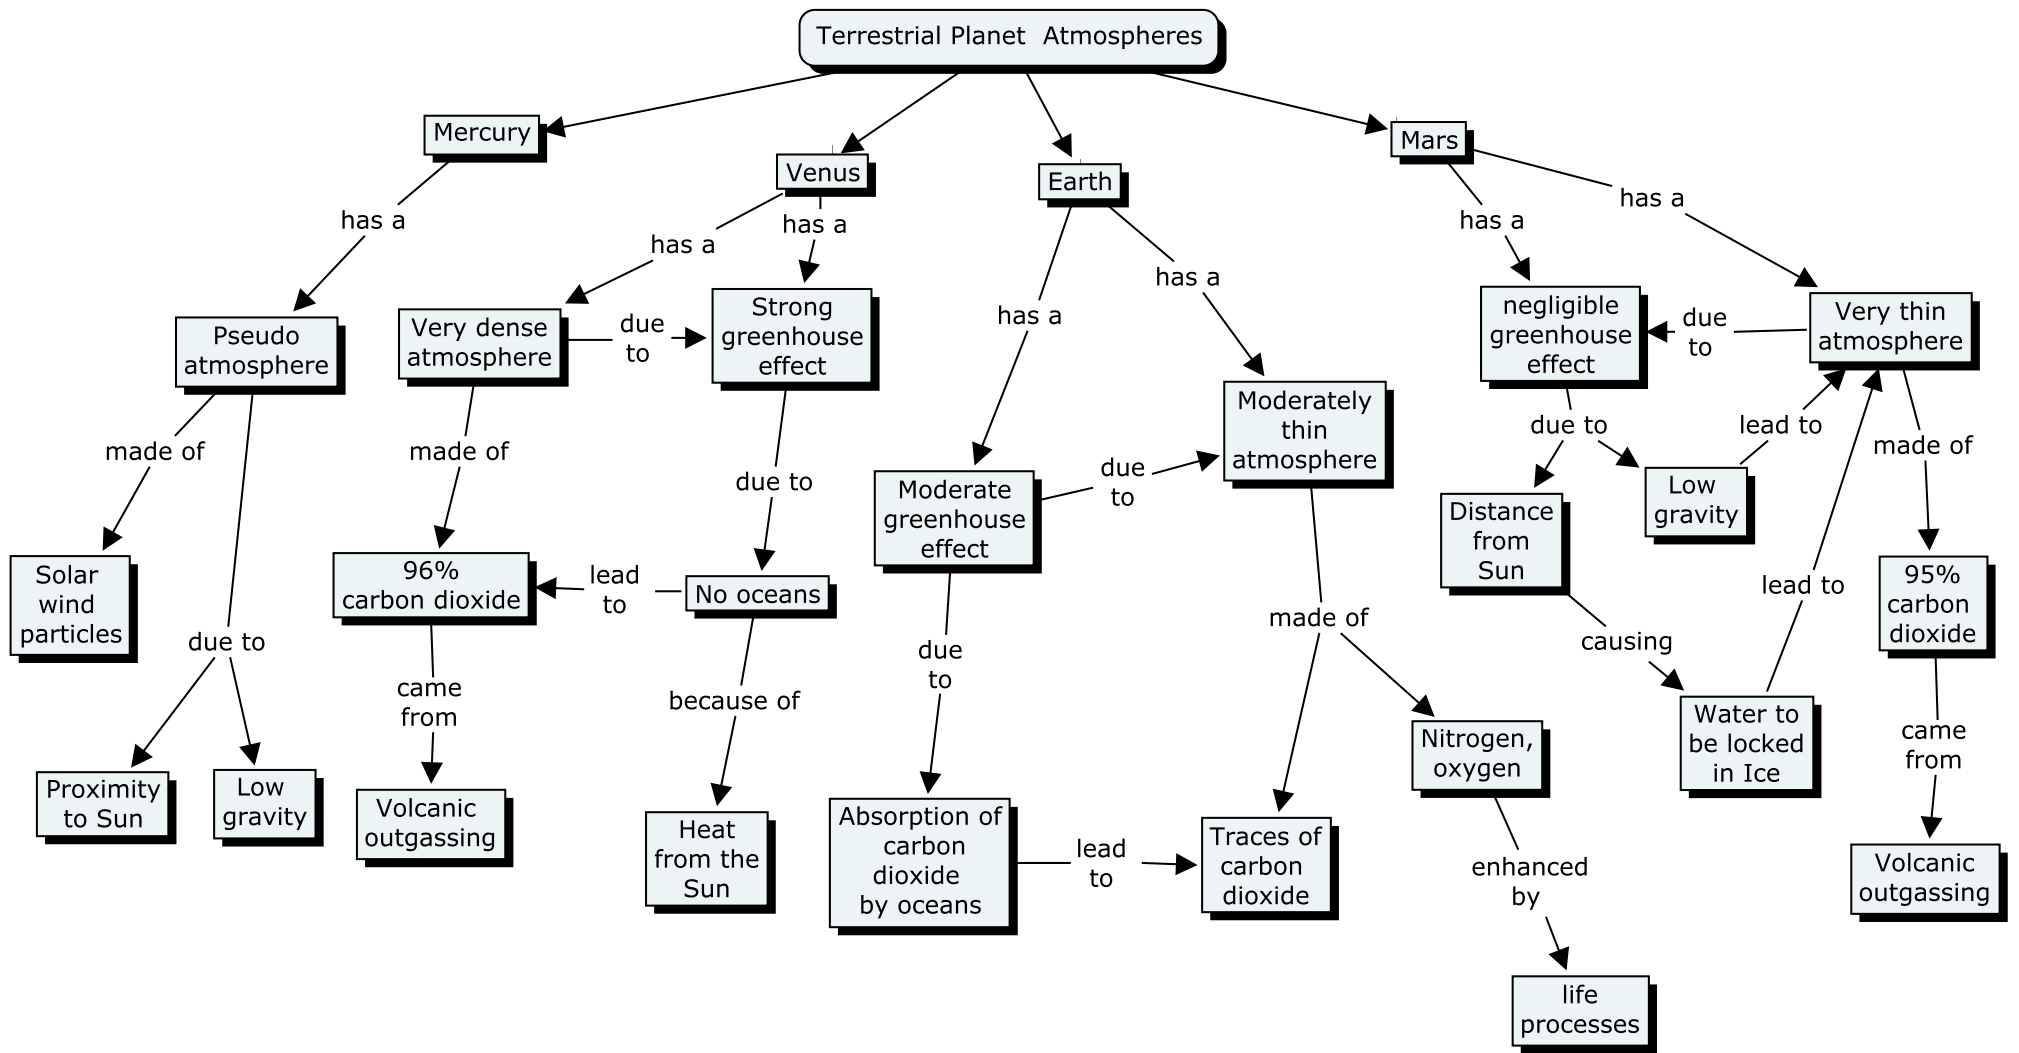 Terrestrial Planet  Atmospheres
Mercury
Venus
Earth
Mars
has a
has a
has a
has a
has a
has a
has a
Pseudo
atmosphere
Very dense
atmosphere
due
to
Strong
greenhouse
effect
negligible
greenhouse
effect
due
to
Very thin
atmosphere
made of
made of
due to
Moderate
greenhouse
effect
due
to
Moderately
thin
atmosphere
due to
lead to
made of
Distance
from
Sun
Low
gravity
Solar
wind
particles
due to
96%
carbon dioxide
lead
to
No oceans
due
to
made of
causing
lead to
95%
carbon
dioxide
came
from
because of
Nitrogen,
oxygen
Water to
be locked
in Ice
came
from
Proximity
to Sun
Low
gravity
Volcanic
outgassing
Heat
from the
Sun
Absorption of
carbon
dioxide
by oceans
lead
to
Traces of
carbon
dioxide
enhanced
by
Volcanic
outgassing
life
processes